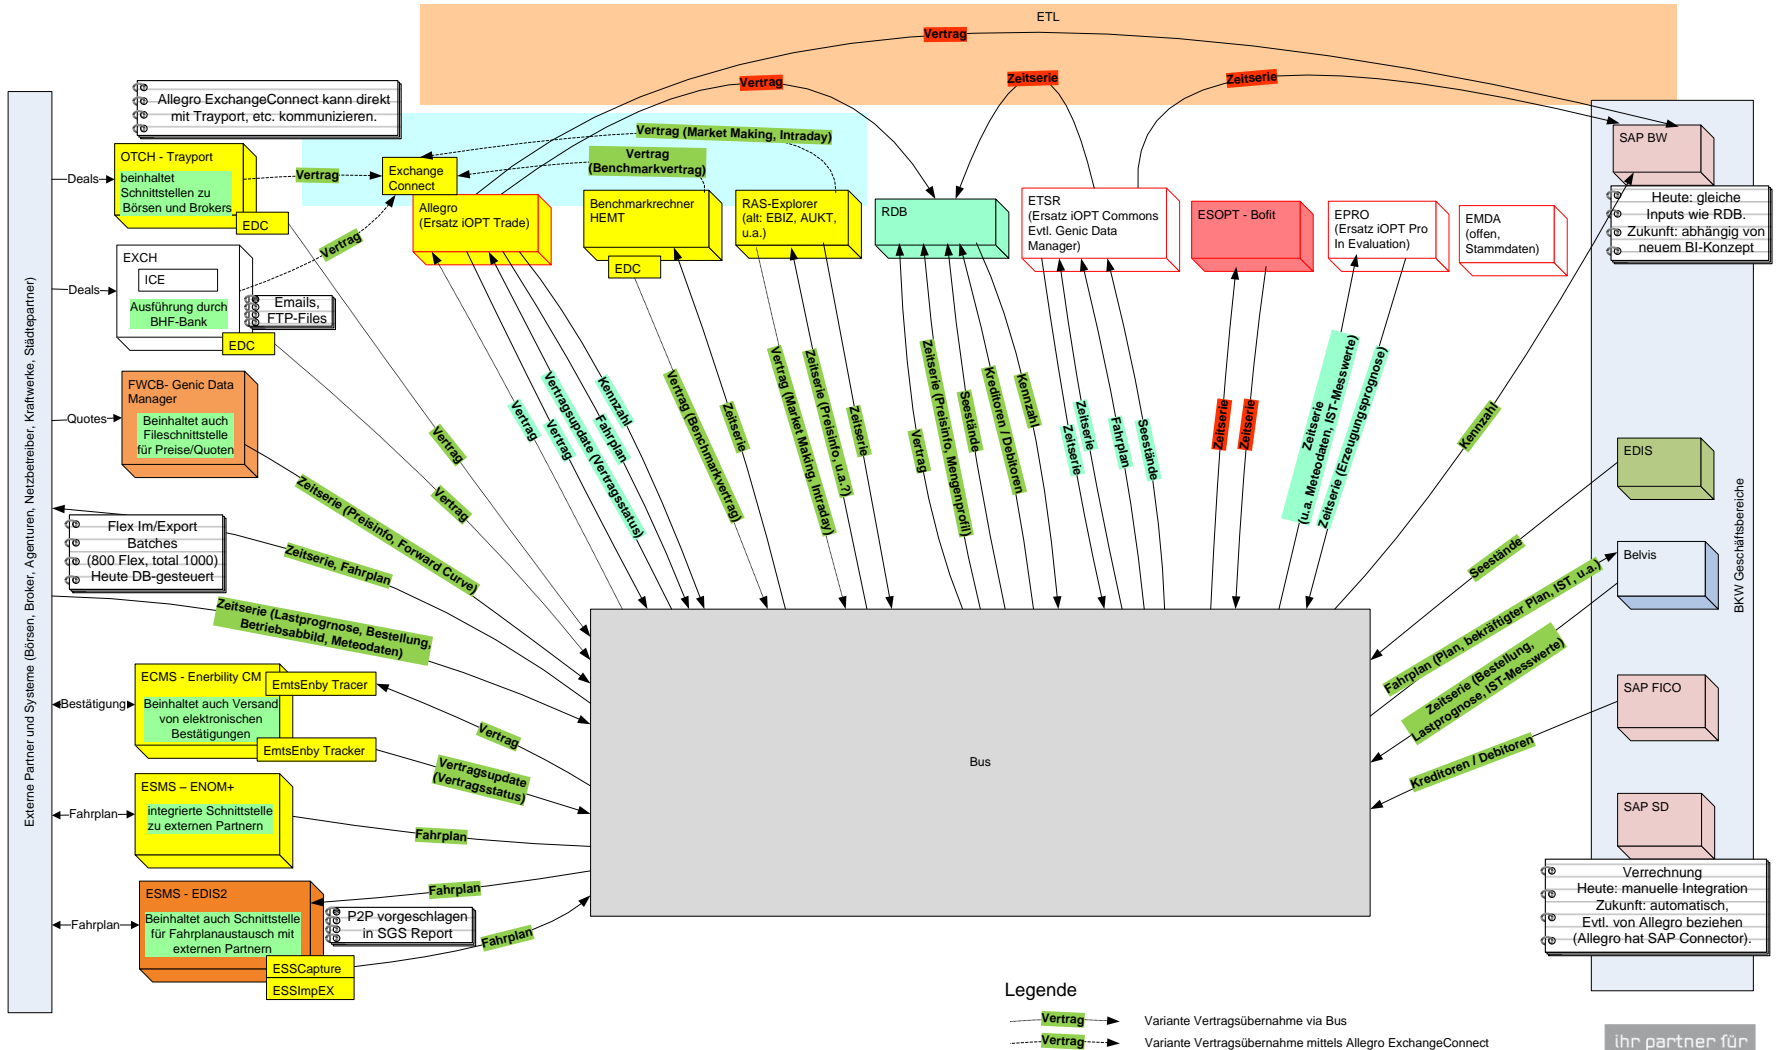 ETL
Vertrag
Vertrag
Zeitserie
Zeitserie
Allegro ExchangeConnect kann direkt
mit Trayport, etc. kommunizieren.
Vertrag (Market Making, Intraday)
Vertrag
(Benchmarkvertrag)
Externe Partner und Systeme (Börsen, Broker, Agenturen, Netzbetreiber, Kraftwerke, Städtepartner)
Deals
OTCH - Trayport
beinhaltet
Schnittstellen zu
Börsen und Brokers
EDC
Vertrag
Exchange
Connect
Allegro
(Ersatz iOPT Trade)
Benchmarkrechner
HEMT
EDC
RAS-Explorer
(alt: EBIZ, AUKT,
u.a.)
RDB
ETSR
(Ersatz iOPT Commons
Evtl. Genic Data
Manager)
ESOPT - Bofit
EPRO
(Ersatz iOPT Pro
In Evaluation)
EMDA
(offen,
Stammdaten)
SAP BW
Heute: gleiche
Inputs wie RDB.
Zukunft: abhängig von
neuem BI-Konzept
Deals
EXCH
ICE
Ausführung durch
BHF-Bank
EDC
Vertrag
Emails,
FTP-Files
Quotes
FWCB- Genic Data
Manager
Beinhaltet auch
Fileschnittstelle
für Preise/Quoten
Vertrag
Vertrag
Zeitserie (Preisinfo, Forward Curve)
Vertrag
Vertrag
Vertragsupdate (Vertragsstatus)
Fahrplan
Kennzahl
Vertrag (Benchmarkvertrag)
Zeitserie
Vertrag (Market Making, Intraday)
Zeitserie (Preisinfo, u.a.?)
Zeitserie
Vertrag
Zeitserie (Preisinfo, Mengenprofil)
Seestände
Kreditoren / Debitoren
Kennzahl
Zeitserie
Zeitserie
Fahrplan
Seestände
Zeitserie
Zeitserie
Zeitserie
(u.a. Meteodaten, IST-Messwerte)
Zeitserie (Erzeugungsprognose)
Kennzahl
EDIS
Seestände
Belvis
BKW Geschäftsbereiche
Flex Im/Export
Batches
(800 Flex, total 1000)
Heute DB-gesteuert
Zeitserie, Fahrplan
Zeitserie (Lastprogrnose, Bestellung,
Betriebsabbild, Meteodaten)
Fahrplan (Plan, bekräftigter Plan, IST, u.a.)
Zeitserie (Bestellung,
Lastprognose, IST-Messwerte)
Bestätigung
ECMS - Enerbility CM
EmtsEnby Tracer
Beinhaltet auch Versand
von elektronischen
Bestätigungen
EmtsEnby Tracker
Vertrag
Vertragsupdate
(Vertragsstatus)
Bus
SAP FICO
Kreditoren / Debitoren
Fahrplan
ESMS – ENOM+
integrierte Schnittstelle
zu externen Partnern
Fahrplan
SAP SD
Verrechnung
Heute: manuelle Integration
Zukunft: automatisch,
Evtl. von Allegro beziehen
(Allegro hat SAP Connector).
Fahrplan
ESMS - EDIS2
Beinhaltet auch Schnittstelle
für Fahrplanaustausch mit
externen Partnern
ESSCapture
ESSImpEX
Fahrplan
P2P vorgeschlagen
in SGS Report
Fahrplan
Legende
Vertrag
Variante Vertragsübernahme via Bus
Vertrag
Variante Vertragsübernahme mittels Allegro ExchangeConnect
ihr partner für